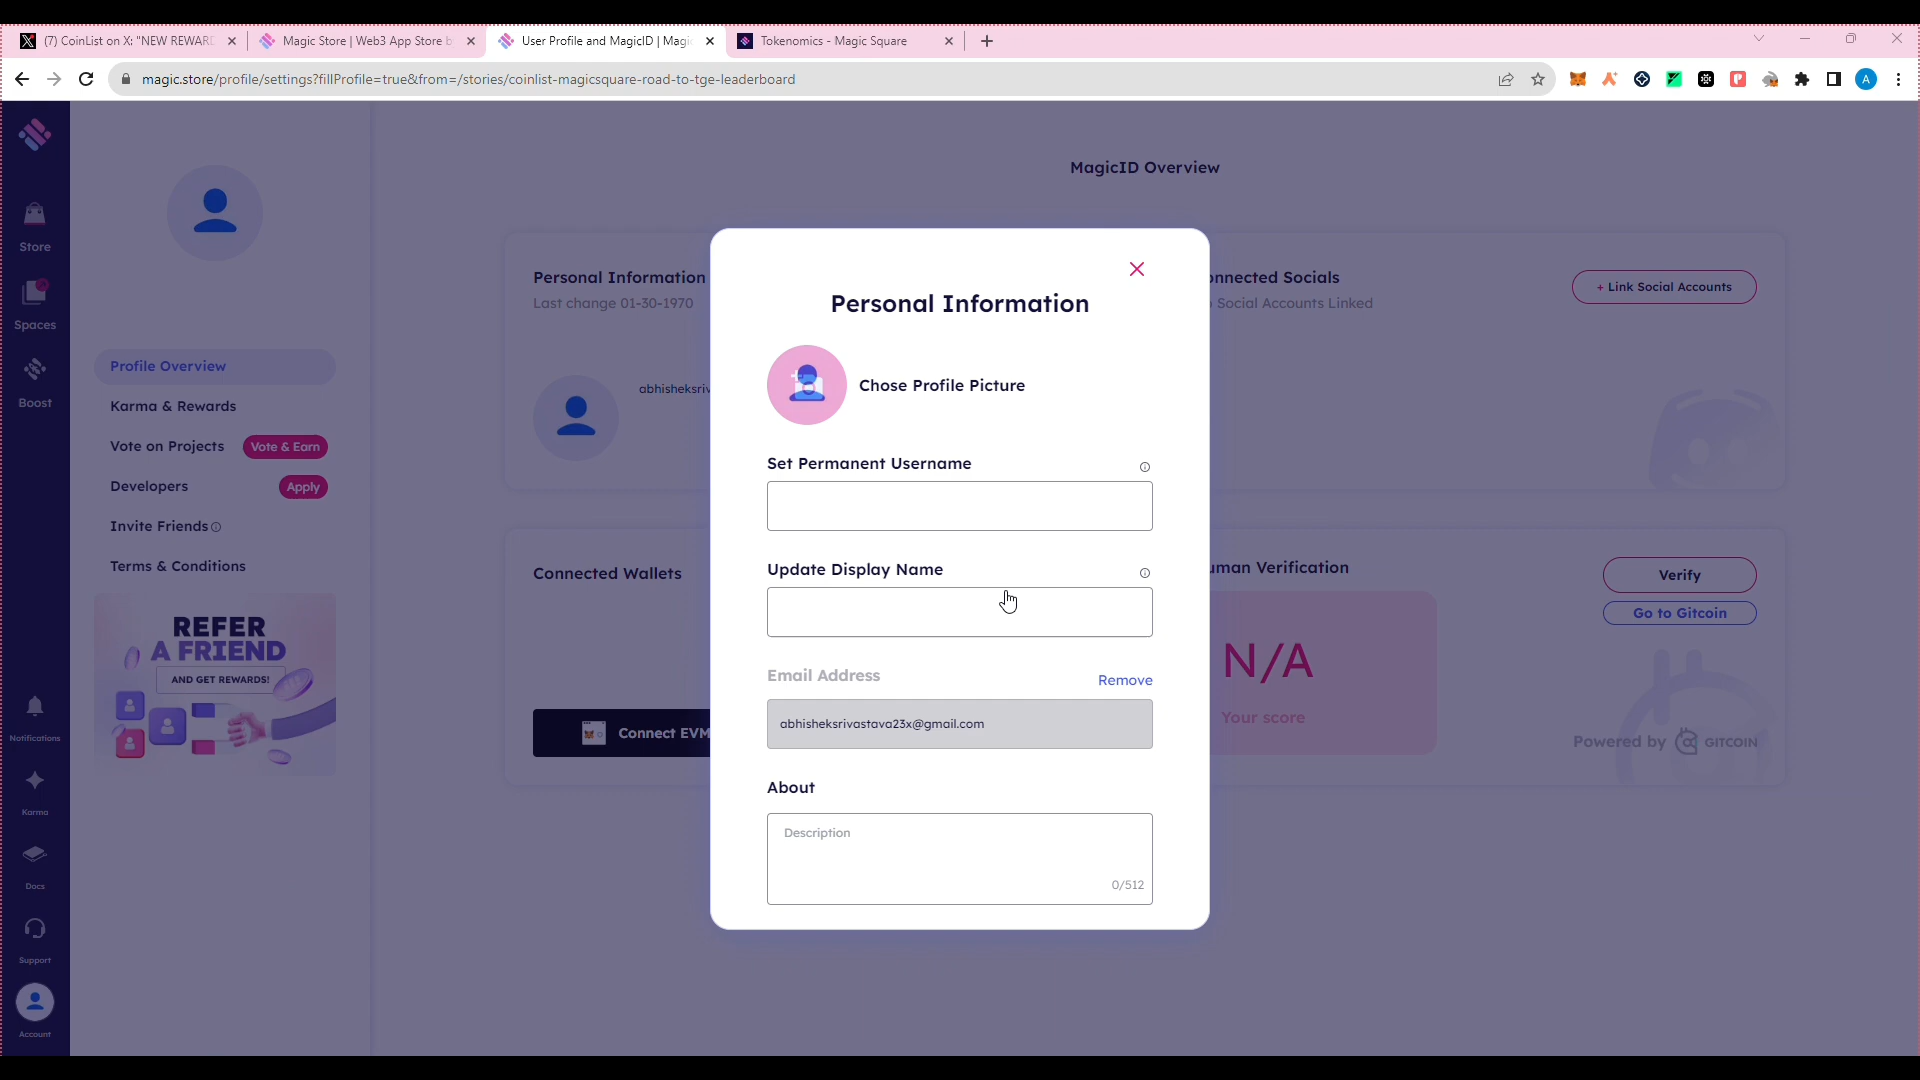 (7) CoinList on X: "NEW REWARD
Magic Store | Web3 App Store b
User Profile and MagicID | Magi
Tokenomics - Magic Square
magic.store/profile/settings?fillProfile=true&from=/stories/coinlist-magicsquare-road-to-tge-leaderboard
A
Store
Spaces
Boost
Notifications
Karma
Docs
Support
Account
Profile Overview
Karma & Rewards
Vote on Projects Vote & Earn
Developers Apply
Invite Friends
Terms & Conditions
REFER
A FRIEND
AND GET REWARDS!
MagicID Overview
Personal Information
Last change 01-30-1970
abhisheksriv
Connected Wallets
Connect EVM
Personal Information
Chose Profile Picture
Set Permanent Username
Update Display Name
Email Address Remove
abhisheksrivastava23x@gmail.com
About
Description
0/512
onnected Socials
Social Accounts Linked
+ Link Social Accounts
uman Verification
Verify
Go to Gitcoin
N/A
Your score
Powered by GITCOIN